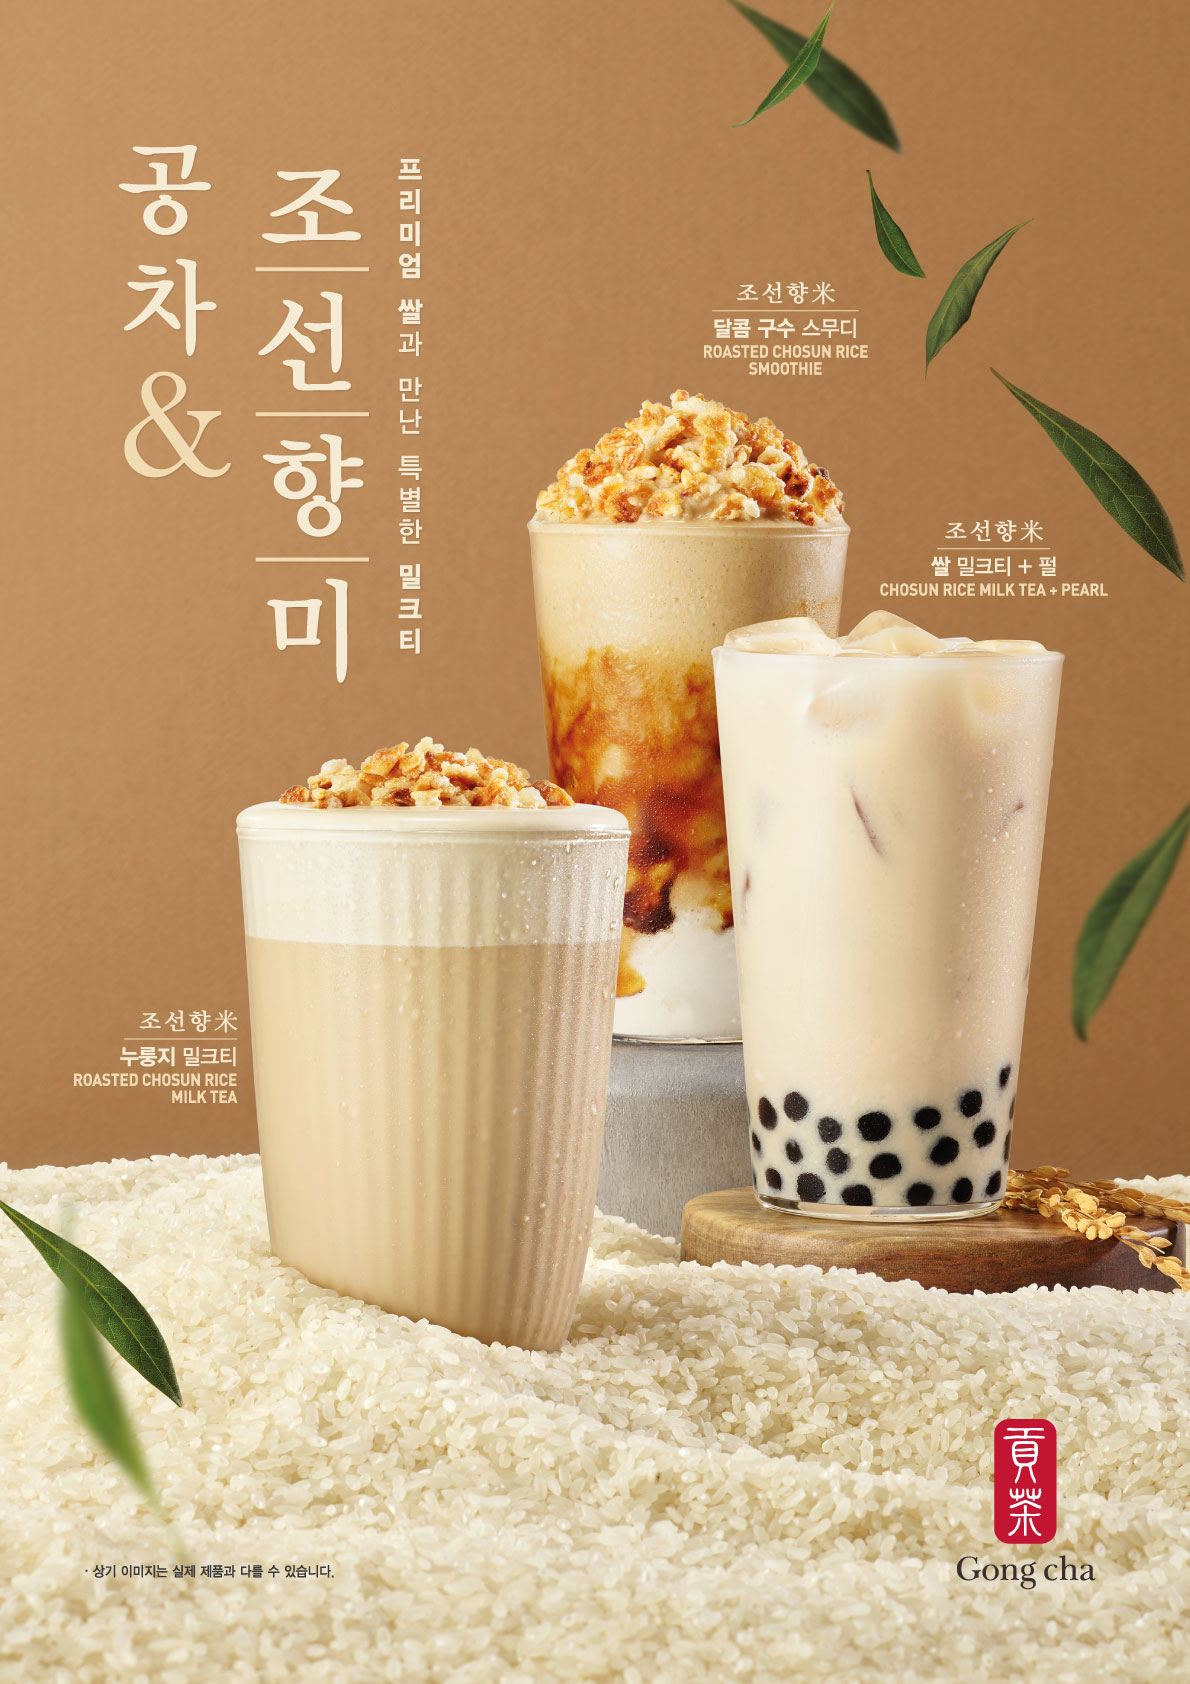 공차&
조선향미
프리미엄 쌀과 만난 특별한 밀크티
조선향米
달콤 구수 스무디
ROASTED CHOSUN RICE
SMOOTHIE
조선향米
쌀 밀크티 + 펄
CHOSUN RICE MILK TEA + PEARL
조선향米
누룽지 밀크티
ROASTED CHOSUN RICE
MILK TEA
貢茶
Gong cha
· 상기 이미지는 실제 제품과 다를 수 있습니다.